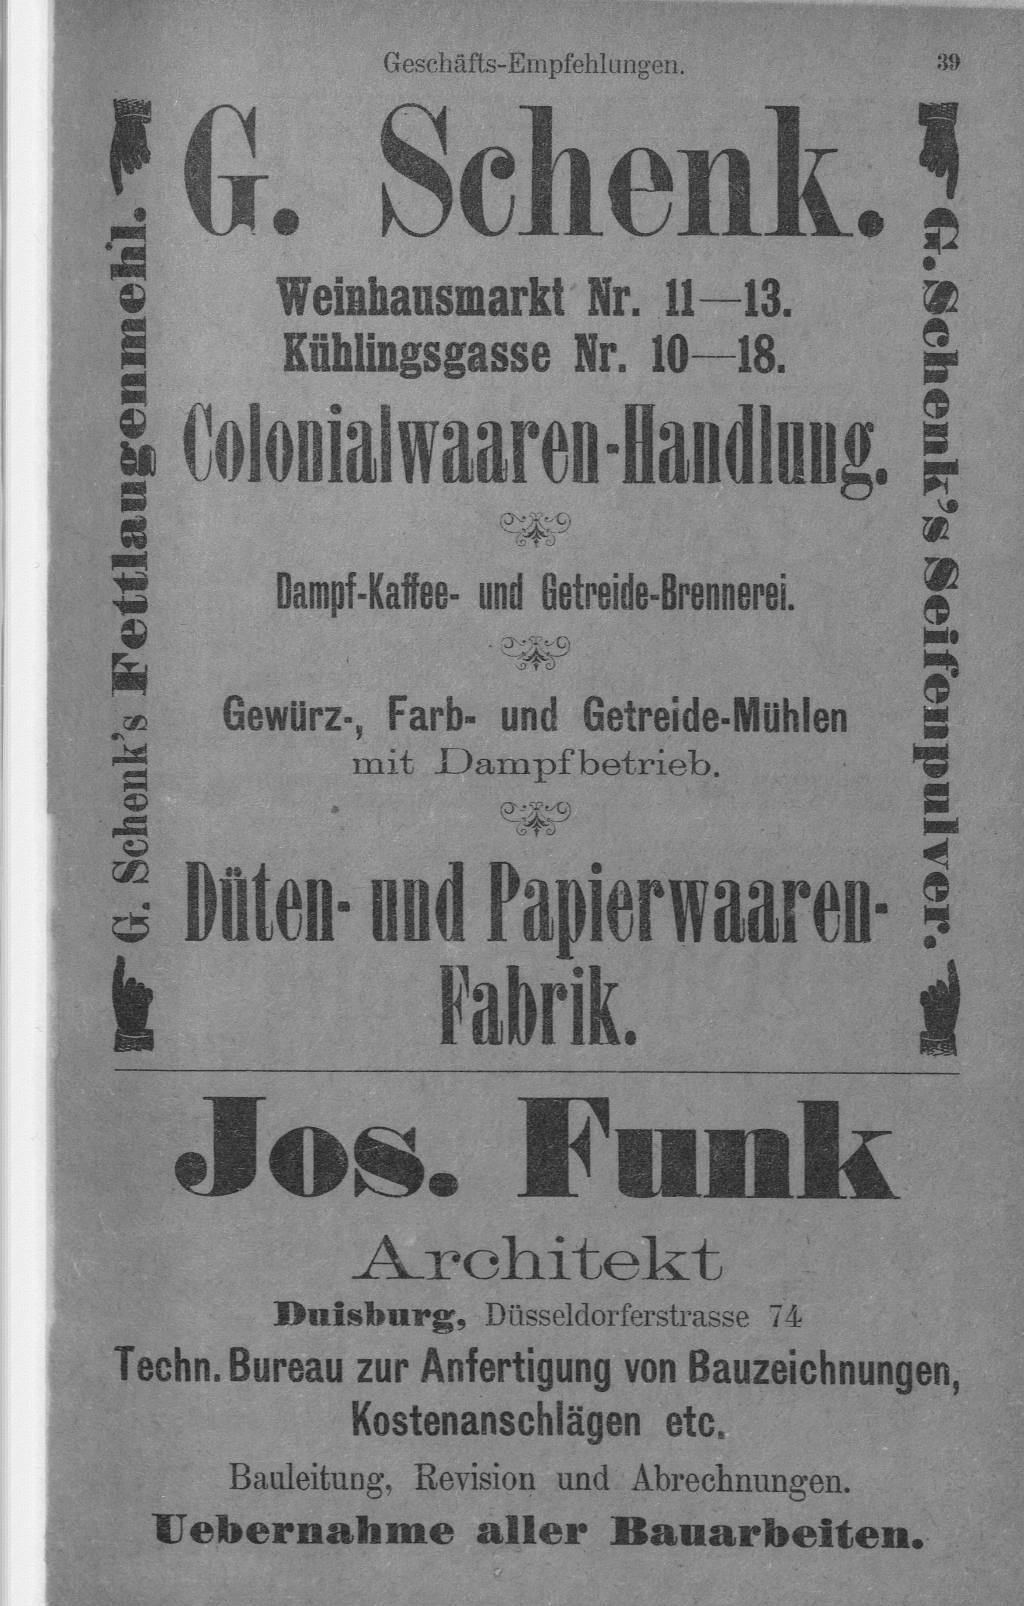 Geschäfts-Empfehlungen. 39
G. Schenk.
Weinhausmarkt Nr. 11—13.
Kühlingsgasse Nr. 10—18.
Colonialwaaren-Handlung.
Dampf-Kaffee- und Getreide-Brennerei.
Gewürz-, Farb- und Getreide-Mühlen
mit Dampfbetrieb.
Düten- und Papierwaaren-
Fabrik.
G. Schenk's Fettlaugenmehl.
G. Schenk's Seifenpulver.
Jos. Funk
Architekt
Duisburg, Düsseldorferstrasse 74
Techn. Bureau zur Anfertigung von Bauzeichnungen,
Kostenanschlägen etc.
Bauleitung, Revision und Abrechnungen.
Uebernahme aller Bauarbeiten.